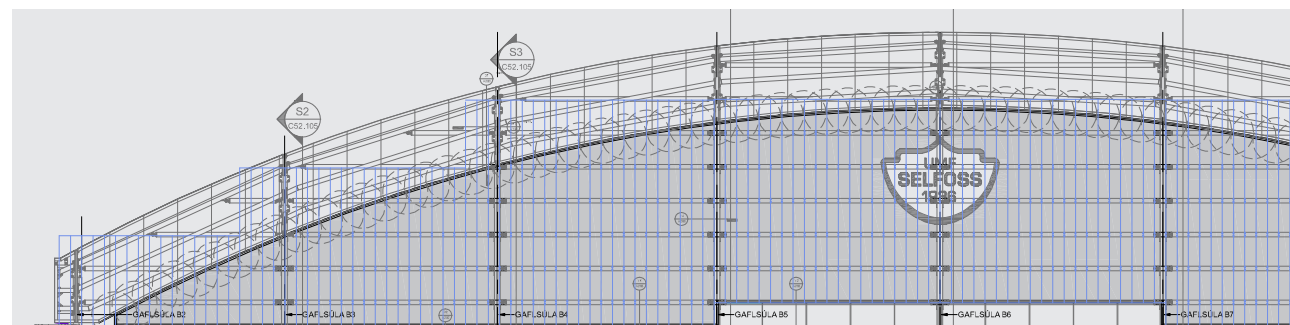 S3
C52.105
S2
C52.105
UMF
SELFOSS
1936
GAFLSÚLA B2
GAFLSÚLA B3
GAFLSÚLA B4
GAFLSÚLA B5
GAFLSÚLA B6
GAFLSÚLA B7